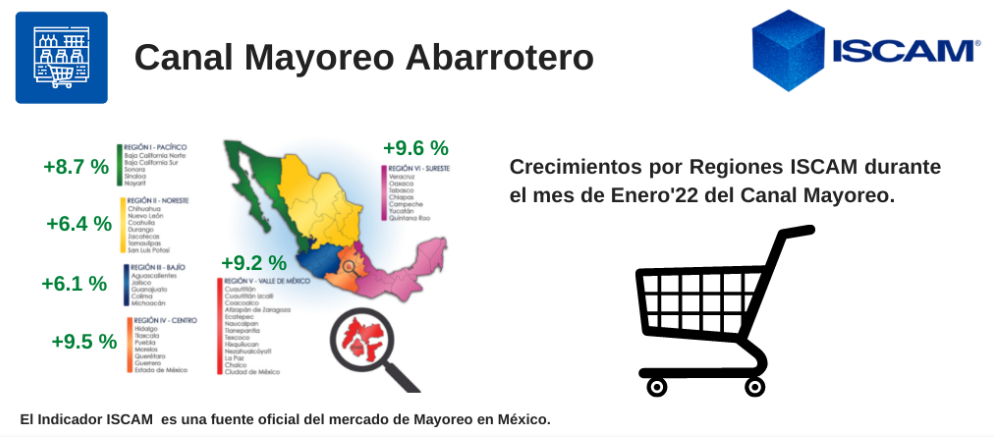 Canal Mayoreo Abarrotero
ISCAM®
+8.7 %
REGIÓN I - PACÍFICO
Baja California Norte
Baja California Sur
Sonora
Sinaloa
Nayarit
+6.4 %
REGIÓN II - NORESTE
Chihuahua
Nuevo León
Coahuila
Durango
Zacatecas
Tamaulipas
San Luis Potosí
+6.1 %
REGIÓN III - BAJÍO
Aguascalientes
Jalisco
Guanajuato
Colima
Michoacán
+9.5 %
REGIÓN IV - CENTRO
Hidalgo
Tlaxcala
Puebla
Morelos
Querétaro
Guerrero
Estado de México
+9.2 %
REGIÓN V - VALLE DE MÉXICO
Cuautitlán
Cuautitlán Izcalli
Coacalco
Atizapán de Zaragoza
Ecatepec
Naucalpan
Tlanepantla
Texcoco
Hixquilucan
Nezahualcóyotl
La Paz
Chalco
Ciudad de México
+9.6 %
REGIÓN VI - SURESTE
Veracruz
Oaxaca
Tabasco
Chiapas
Campeche
Yucatán
Quintana Roo
Crecimientos por Regiones ISCAM durante
el mes de Enero'22 del Canal Mayoreo.
El Indicador ISCAM es una fuente oficial del mercado de Mayoreo en México.